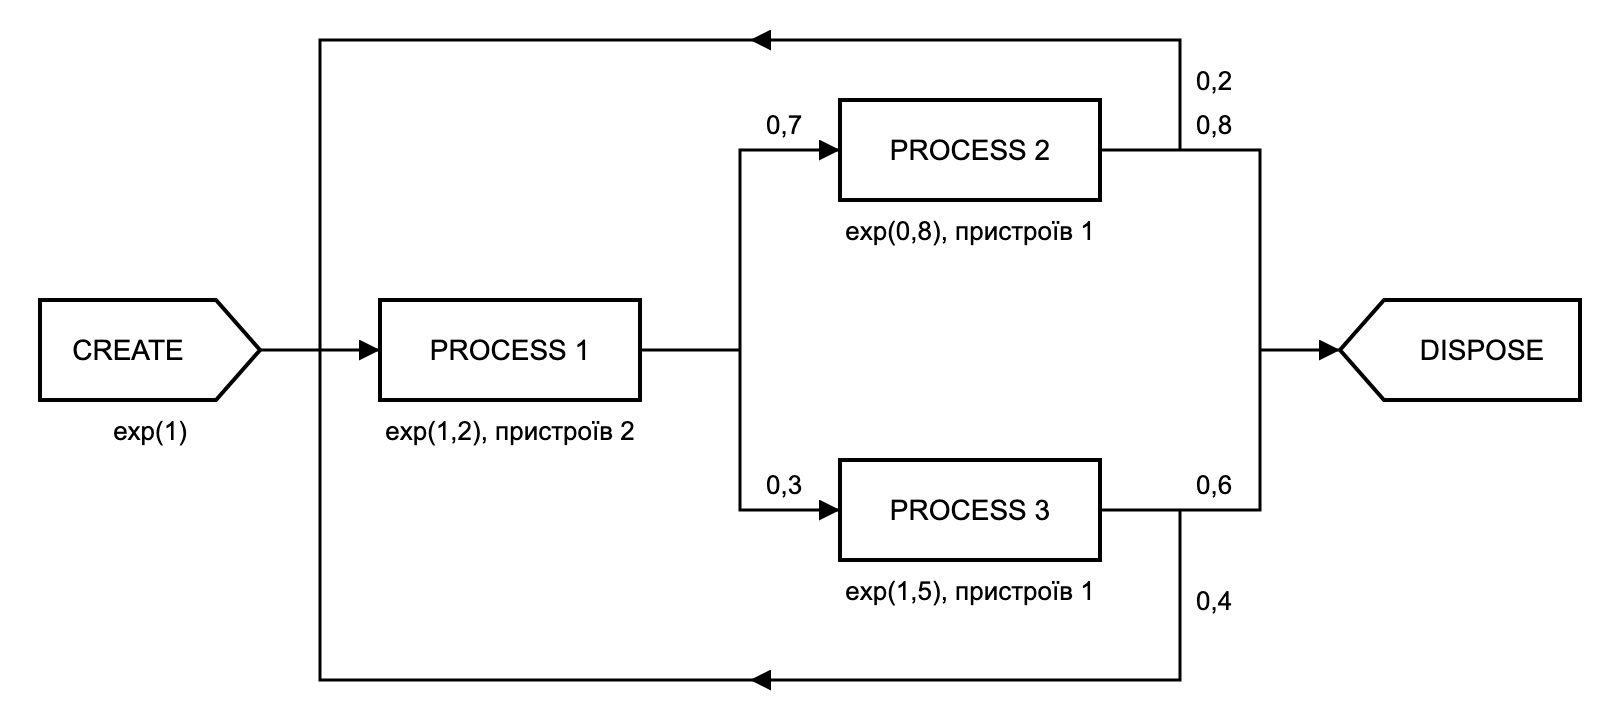 0,2
0,7
0,8
PROCESS 2
exp(0,8), пристроїв 1
CREATE
PROCESS 1
DISPOSE
exp(1)
exp(1,2), пристроїв 2
0,3
0,6
PROCESS 3
exp(1,5), пристроїв 1
0,4